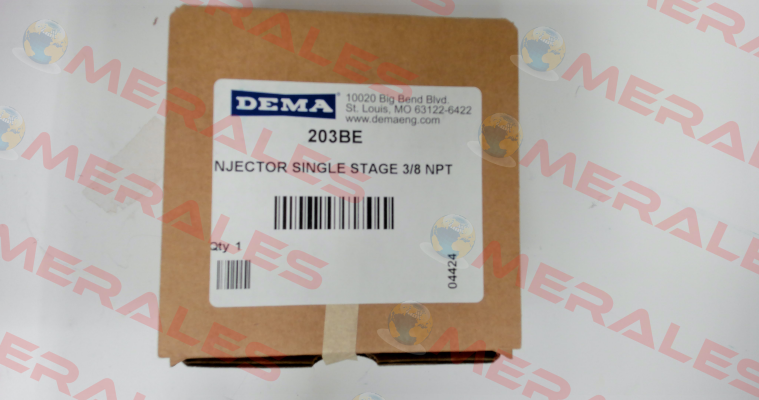 DEMA
10020 Big Bend Blvd.
St. Louis, MO 63122-6422
www.demaeng.com
203BE
NJECTOR SINGLE STAGE 3/8 NPT
Qty 1
04424
MERALES
MERALES
MERALES
MERALES
MERALES